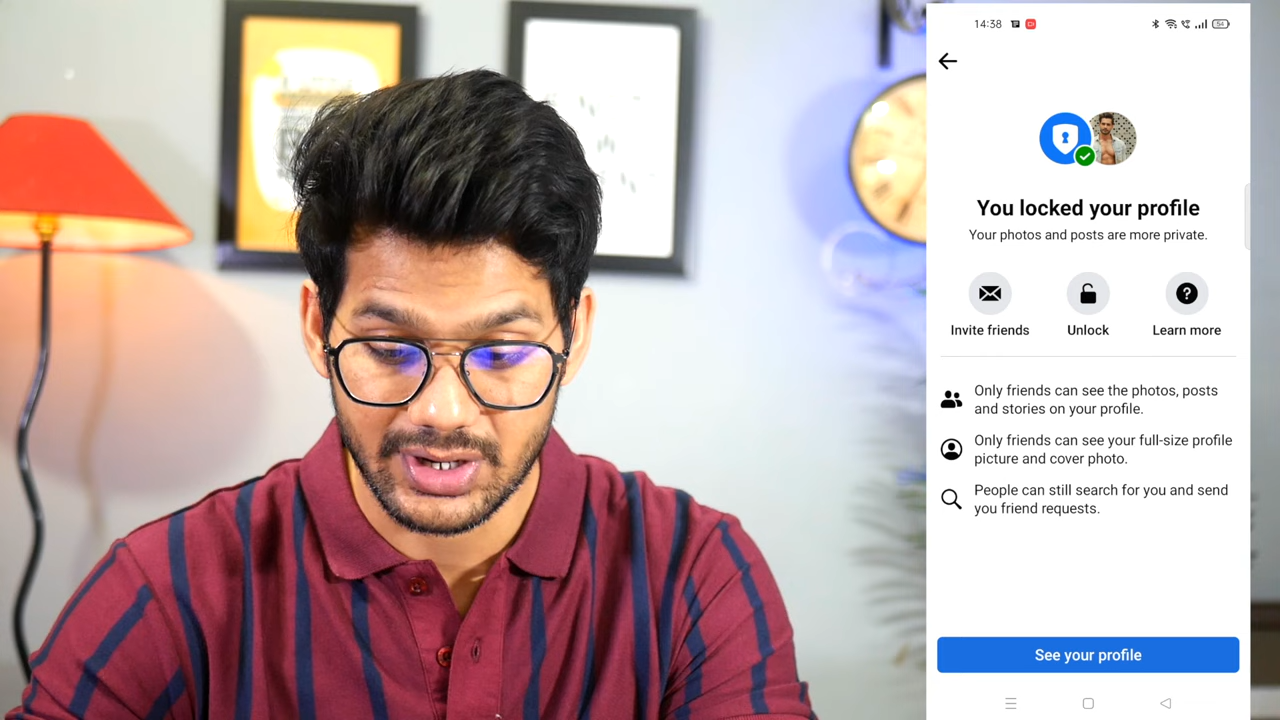 14:38
54
You locked your profile
Your photos and posts are more private.
Invite friends
Unlock
Learn more
Only friends can see the photos, posts
and stories on your profile.
Only friends can see your full-size profile
picture and cover photo.
People can still search for you and send
you friend requests.
See your profile